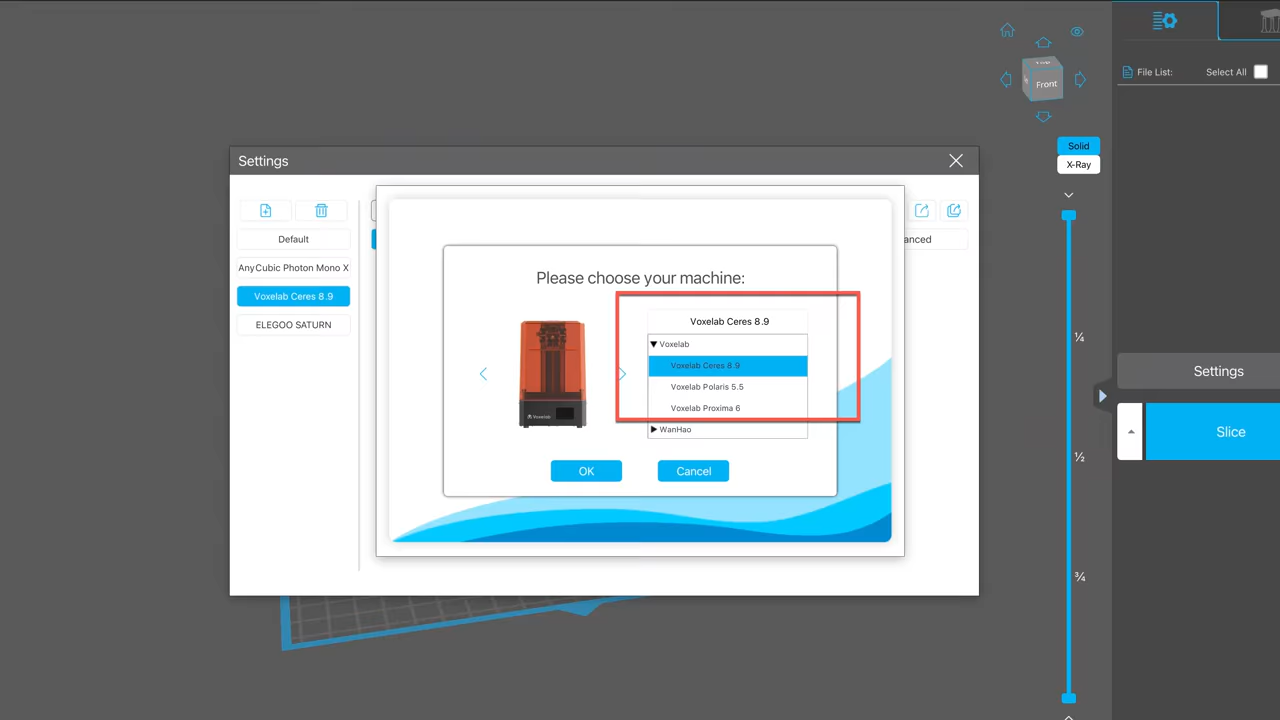 File List:
Select All
Front
Solid
X-Ray
Settings
Default
AnyCubic Photon Mono X
Voxelab Ceres 8.9
ELEGOO SATURN
anced
Please choose your machine:
Voxelab Ceres 8.9
Voxelab
Voxelab Ceres 8.9
Voxelab Polaris 5.5
Voxelab Proxima 6
WanHao
Voxelab
OK
Cancel
¼
½
¾
Settings
Slice